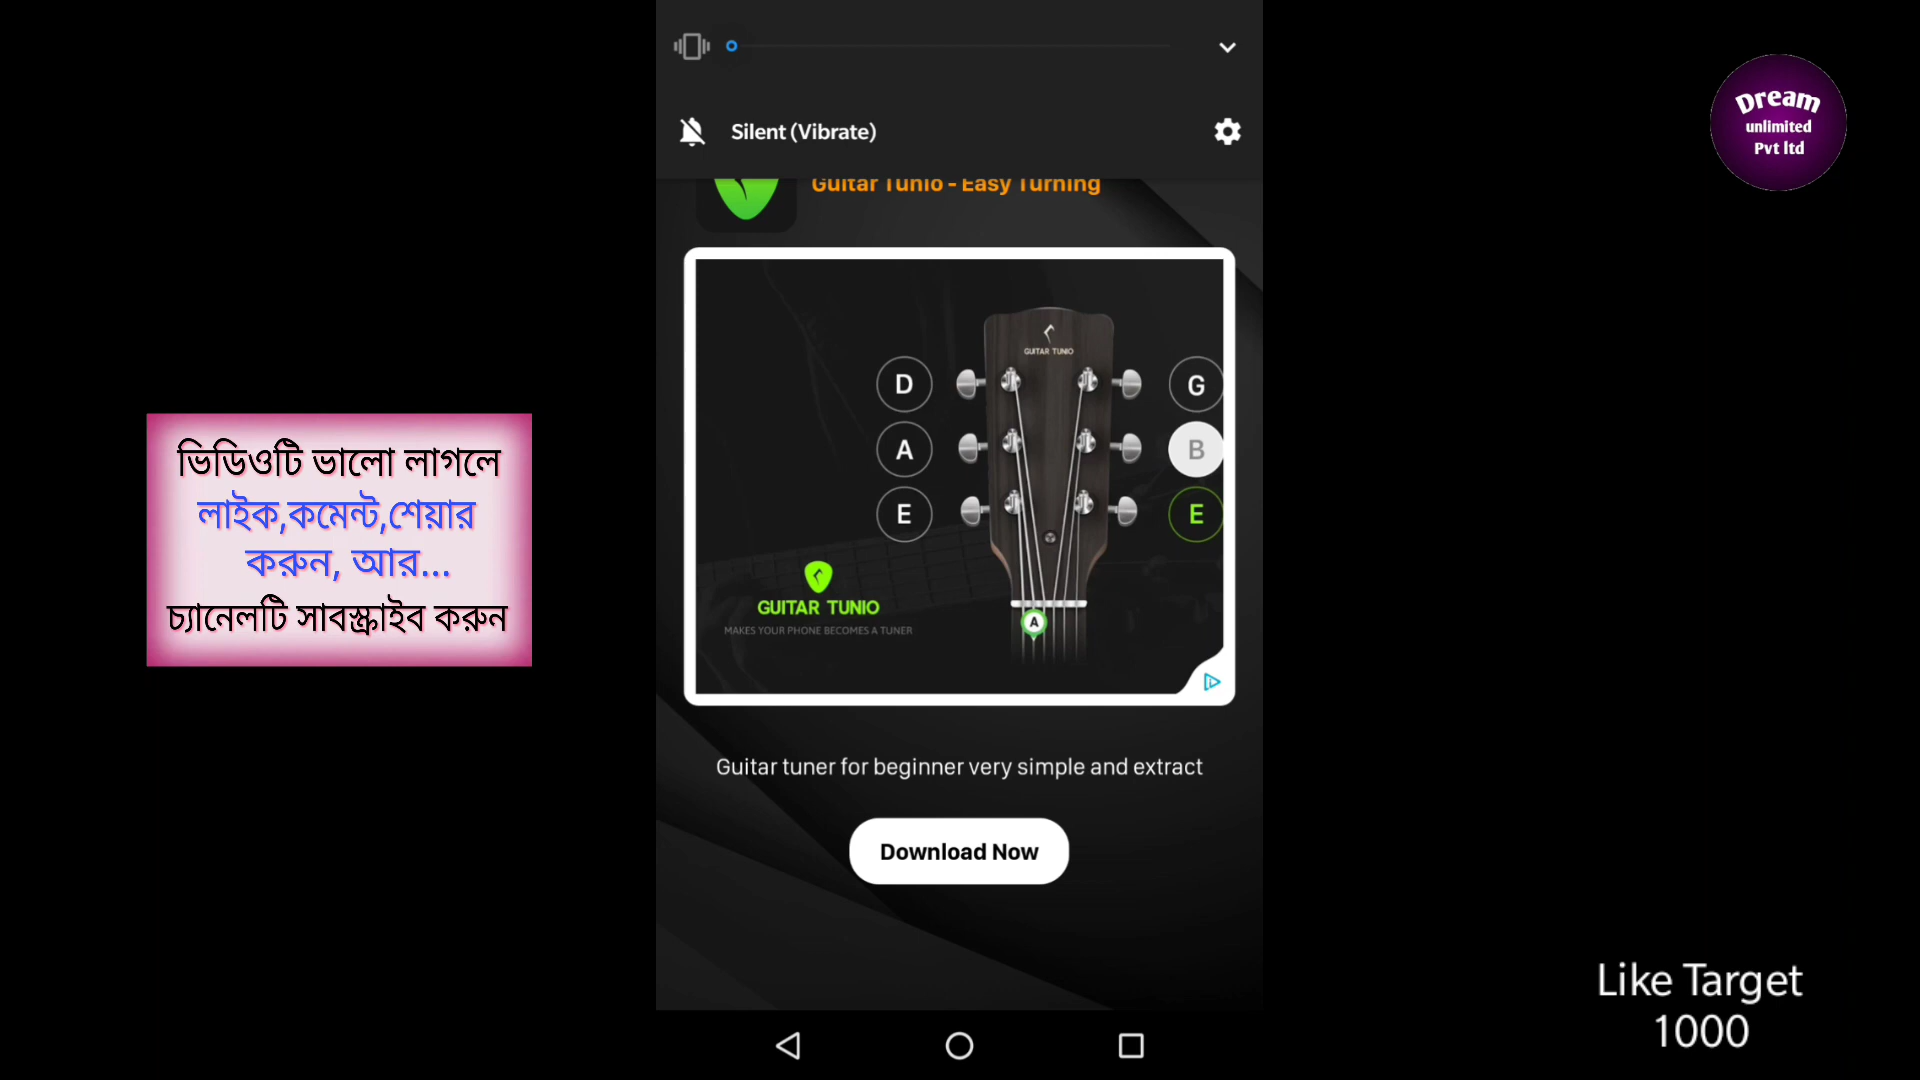 Silent (Vibrate)
Guitar Tunio - Easy Turning
GUITAR TUNIO
D
G
A
B
E
E
GUITAR TUNIO
MAKES YOUR PHONE BECOMES A TUNER
A
Guitar tuner for beginner very simple and extract
Download Now
ভিডিওটি ভালো লাগলে
লাইক,কমেন্ট,শেয়ার
করুন, আর...
চ্যানেলটি সাবস্ক্রাইব করুন
Dream
unlimited
Pvt ltd
Like Target
1000